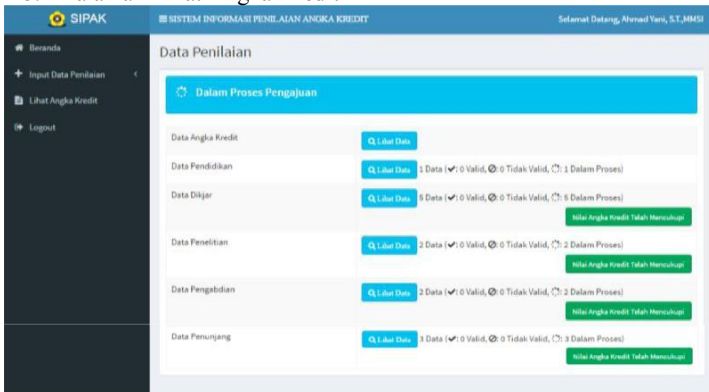 SIPAK
SISTEM INFORMASI PENILAIAN ANGKA KREDIT
Selamat Datang, Ahmad Yani, S.T.,MMSI
Beranda
Input Data Penilaian
Lihat Angka Kredit
Logout
Data Penilaian
Dalam Proses Pengajuan
Data Angka Kredit
Lihat Data
Data Pendidikan
Lihat Data 1 Data (✔: 0 Valid, ⊘: 0 Tidak Valid, : 1 Dalam Proses)
Data Dikjar
Lihat Data 5 Data (✔: 0 Valid, ⊘: 0 Tidak Valid, : 5 Dalam Proses)
Nilai Angka Kredit Telah Mencukupi
Data Penelitian
Lihat Data 2 Data (✔: 0 Valid, ⊘: 0 Tidak Valid, : 2 Dalam Proses)
Nilai Angka Kredit Telah Mencukupi
Data Pengabdian
Lihat Data 2 Data (✔: 0 Valid, ⊘: 0 Tidak Valid, : 2 Dalam Proses)
Nilai Angka Kredit Telah Mencukupi
Data Penunjang
Lihat Data 3 Data (✔: 0 Valid, ⊘: 0 Tidak Valid, : 3 Dalam Proses)
Nilai Angka Kredit Telah Mencukupi